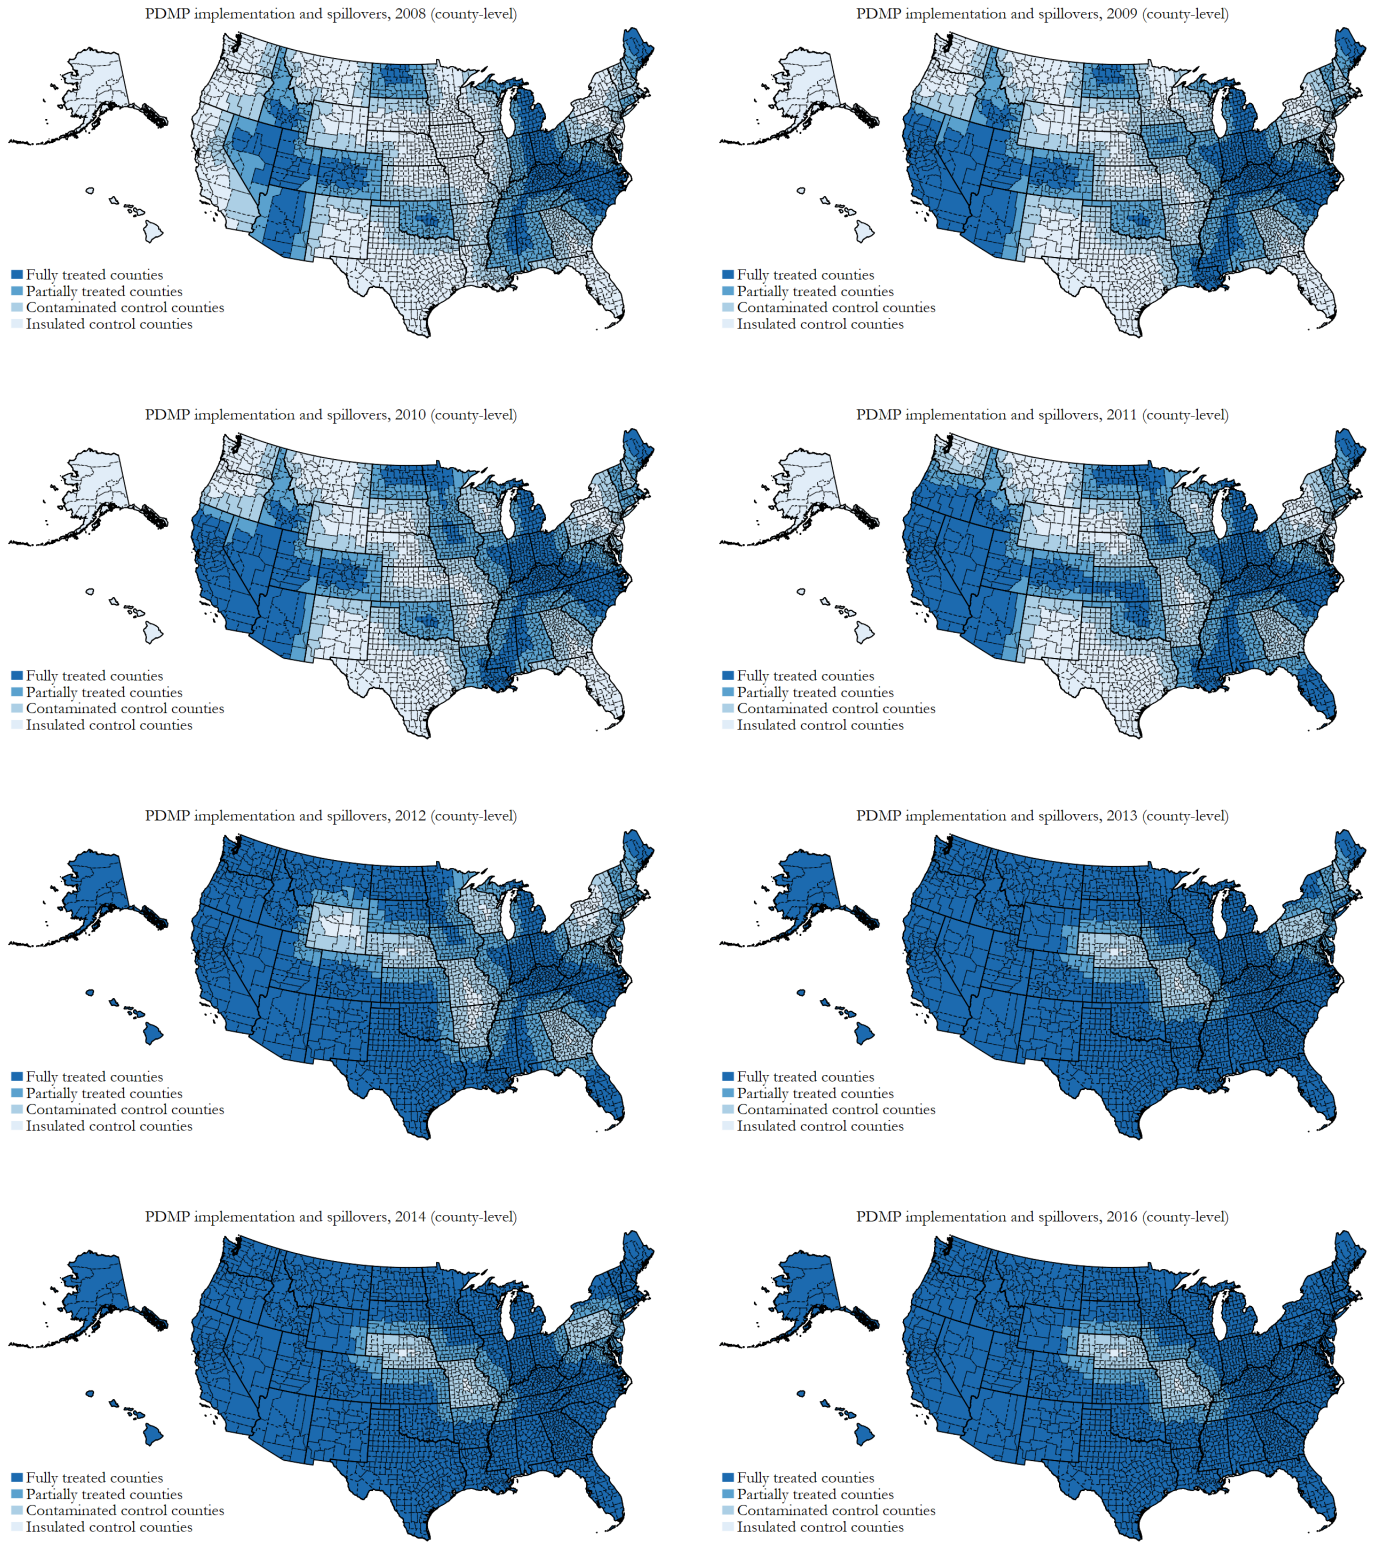 PDMP implementation and spillovers, 2008 (county-level)
Fully treated counties
Partially treated counties
Contaminated control counties
Insulated control counties
PDMP implementation and spillovers, 2009 (county-level)
Fully treated counties
Partially treated counties
Contaminated control counties
Insulated control counties
PDMP implementation and spillovers, 2010 (county-level)
Fully treated counties
Partially treated counties
Contaminated control counties
Insulated control counties
PDMP implementation and spillovers, 2011 (county-level)
Fully treated counties
Partially treated counties
Contaminated control counties
Insulated control counties
PDMP implementation and spillovers, 2012 (county-level)
Fully treated counties
Partially treated counties
Contaminated control counties
Insulated control counties
PDMP implementation and spillovers, 2013 (county-level)
Fully treated counties
Partially treated counties
Contaminated control counties
Insulated control counties
PDMP implementation and spillovers, 2014 (county-level)
Fully treated counties
Partially treated counties
Contaminated control counties
Insulated control counties
PDMP implementation and spillovers, 2016 (county-level)
Fully treated counties
Partially treated counties
Contaminated control counties
Insulated control counties